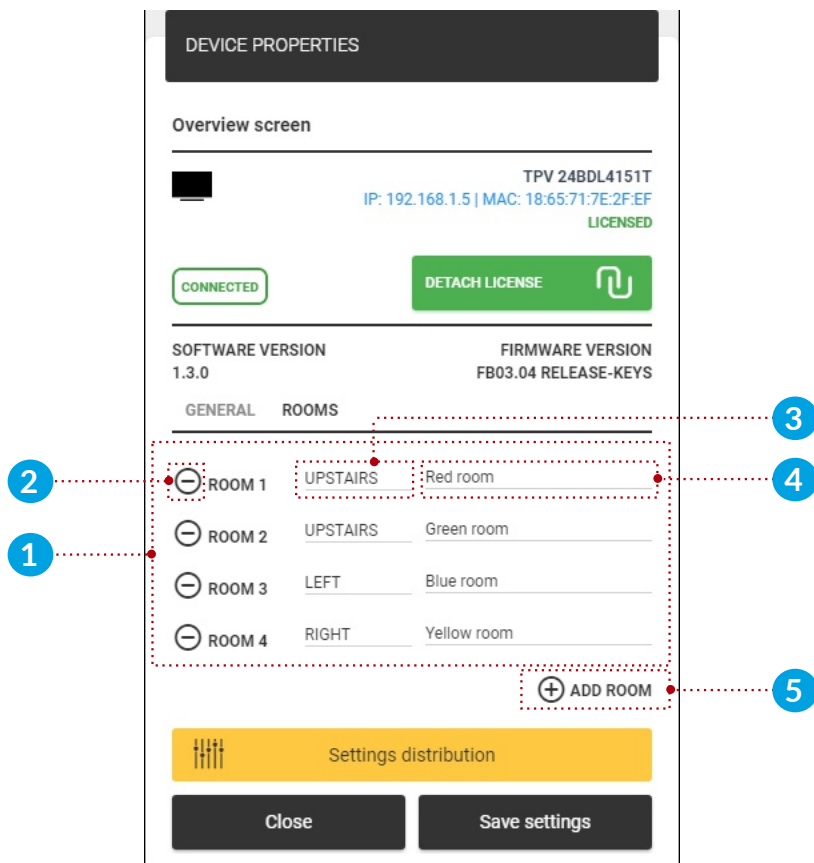 DEVICE PROPERTIES
Overview screen
TPV 24BDL4151T
IP: 192.168.1.5 | MAC: 18:65:71:7E:2F:EF
LICENSED
CONNECTED
DETACH LICENSE
SOFTWARE VERSION
1.3.0
FIRMWARE VERSION
FB03.04 RELEASE-KEYS
GENERAL ROOMS
3
2
ROOM 1 UPSTAIRS Red room
4
ROOM 2 UPSTAIRS Green room
1
ROOM 3 LEFT Blue room
ROOM 4 RIGHT Yellow room
ADD ROOM
5
Settings distribution
Close Save settings